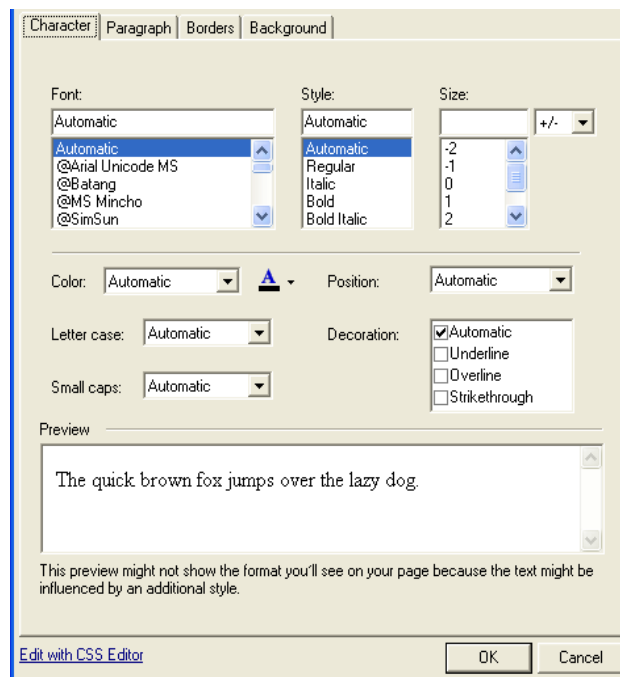 Character Paragraph Borders Background
Font: Style: Size:
Automatic Automatic +/-
Automatic Automatic -2
@Arial Unicode MS Regular -1
@Batang Italic 0
@MS Mincho Bold 1
@SimSun Bold Italic 2
Color: Automatic A Position: Automatic
Letter case: Automatic Decoration: Automatic
Underline
Overline
Small caps: Automatic
Strikethrough
Preview
The quick brown fox jumps over the lazy dog.
This preview might not show the format you'll see on your page because the text might be
influenced by an additional style.
Edit with CSS Editor OK Cancel